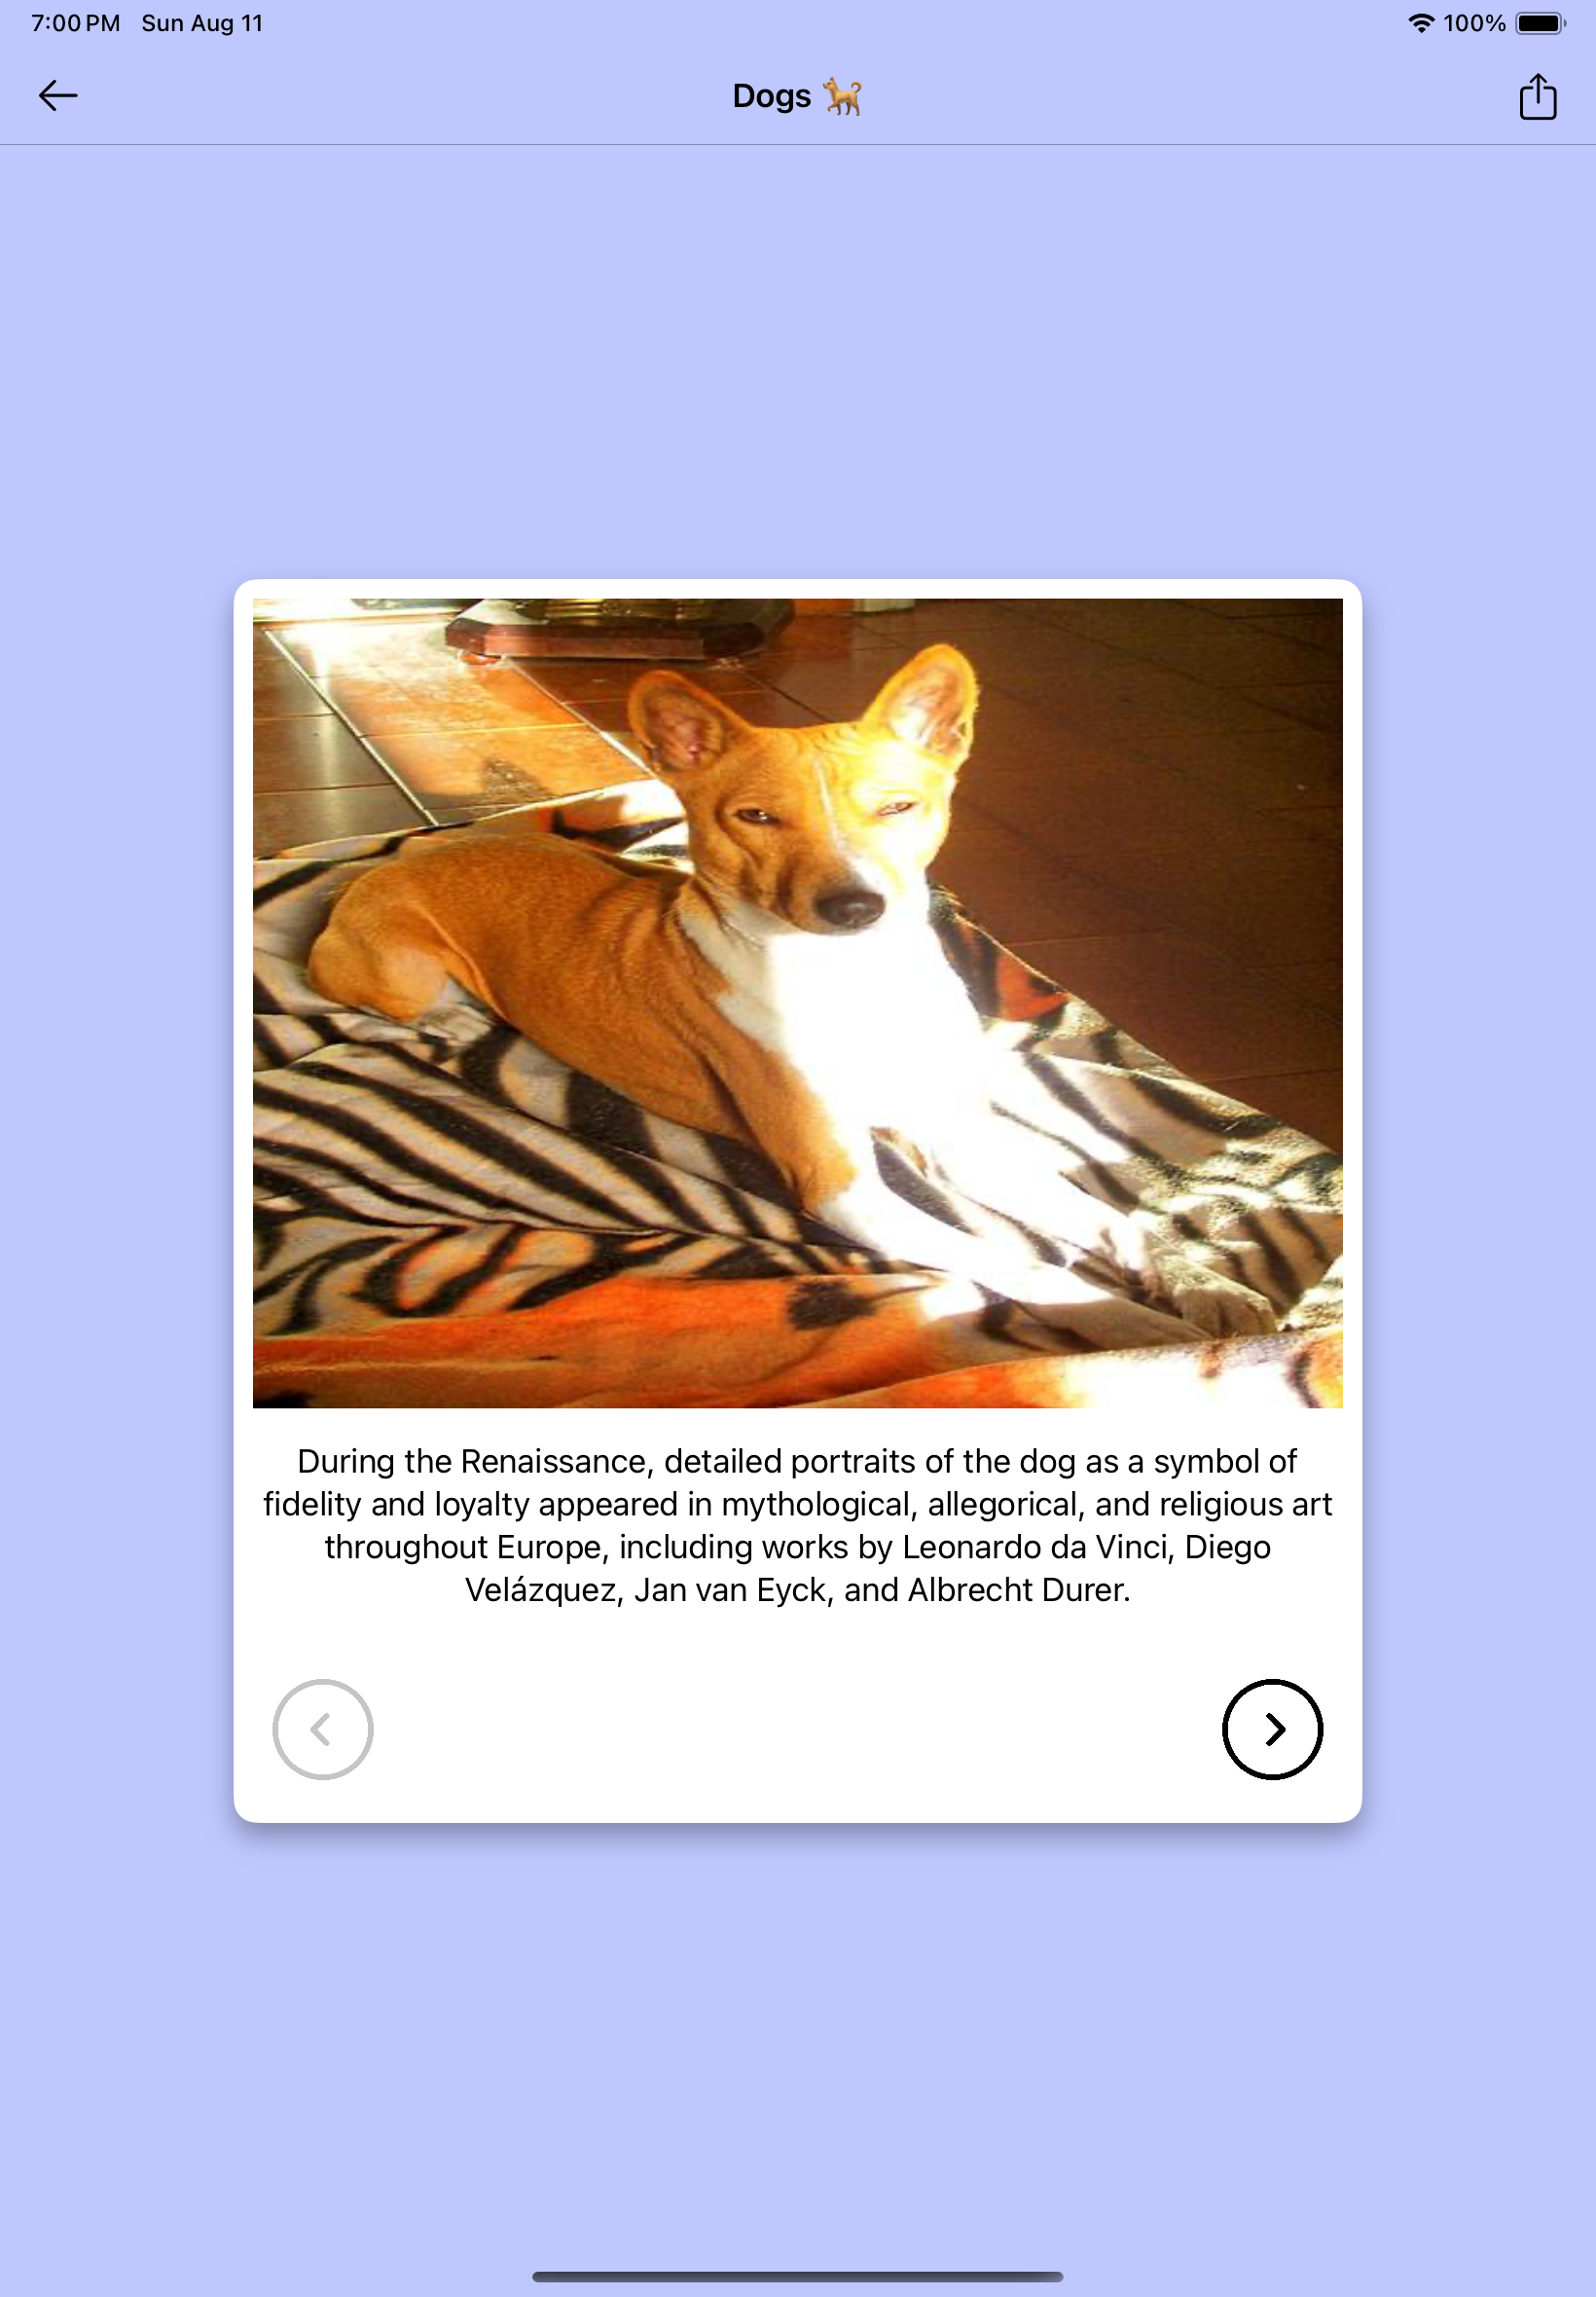 7:00 PM Sun Aug 11
100%
Dogs 🐕
During the Renaissance, detailed portraits of the dog as a symbol of
fidelity and loyalty appeared in mythological, allegorical, and religious art
throughout Europe, including works by Leonardo da Vinci, Diego
Velázquez, Jan van Eyck, and Albrecht Durer.